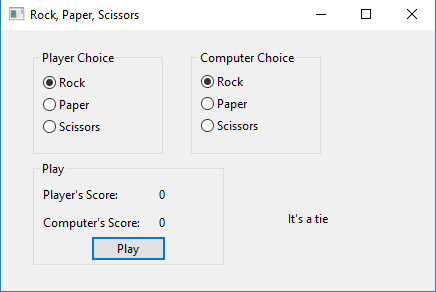 Rock, Paper, Scissors
Player Choice
Rock
Paper
Scissors
Computer Choice
Rock
Paper
Scissors
Play
Player's Score: 0
Computer's Score: 0
Play
It's a tie